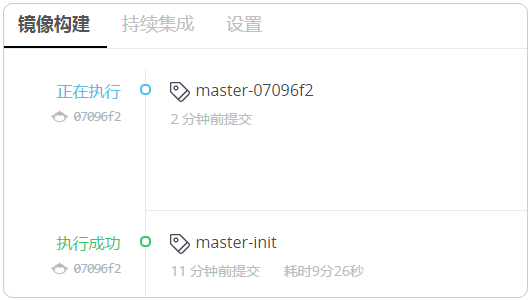 镜像构建 持续集成 设置
正在执行 master-07096f2
07096f2 2 分钟前提交
执行成功 master-init
07096f2 11 分钟前提交 耗时9分26秒